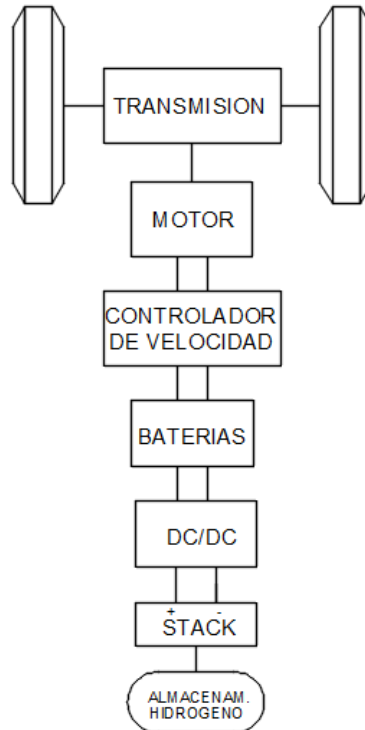 TRANSMISION
MOTOR
CONTROLADOR
DE VELOCIDAD
BATERIAS
DC/DC
+ -
STACK
ALMACENAM.
HIDROGENO